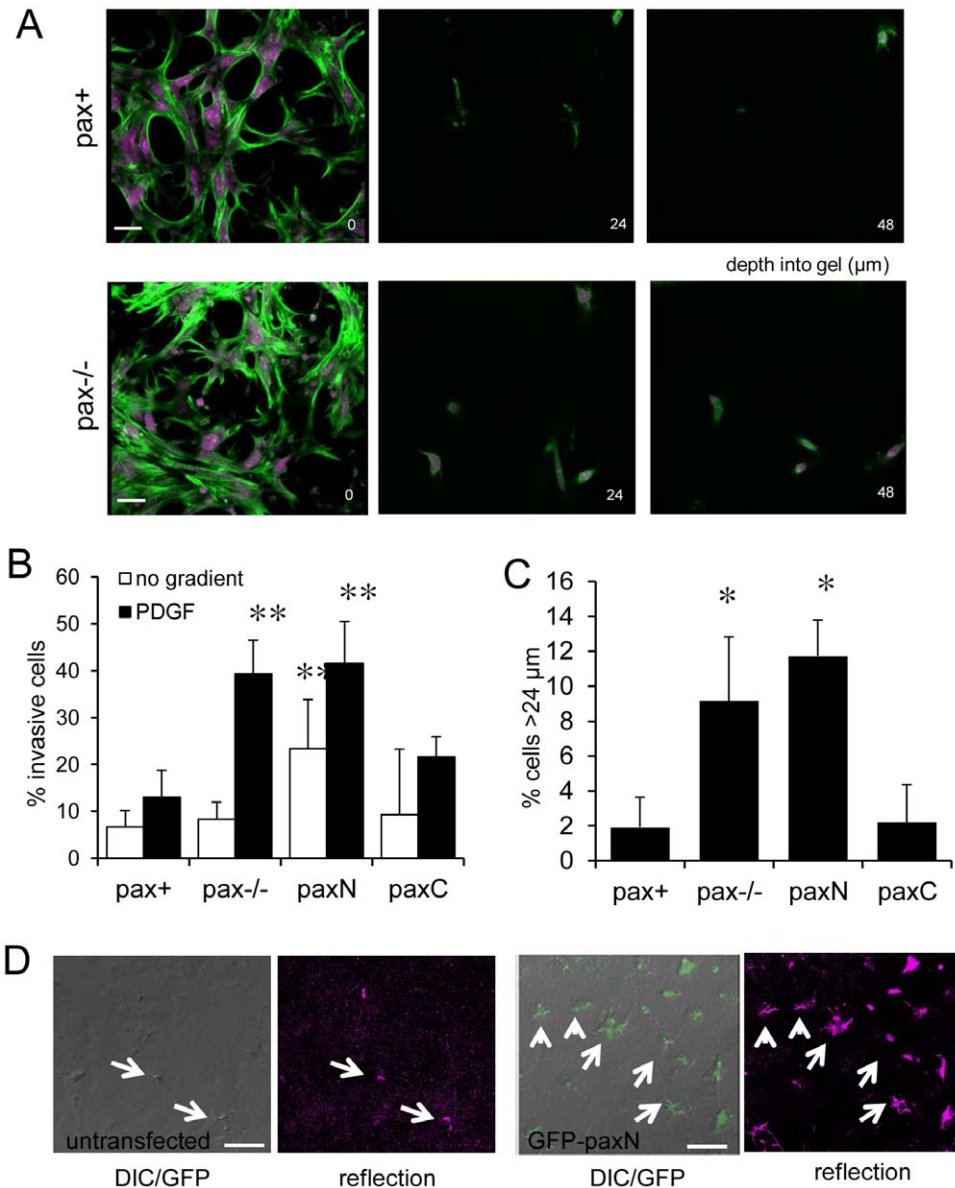 A
pax+
0
24
48
depth into gel (µm)
pax-/-
0
24
48
B
% invasive cells
60
50
40
30
20
10
0
no gradient
PDGF
**
**
**
pax+ pax-/- paxN paxC
C
% cells >24 µm
16
14
12
10
8
6
4
2
0
*
*
pax+ pax-/- paxN paxC
D
untransfected
GFP-paxN
DIC/GFP reflection DIC/GFP reflection